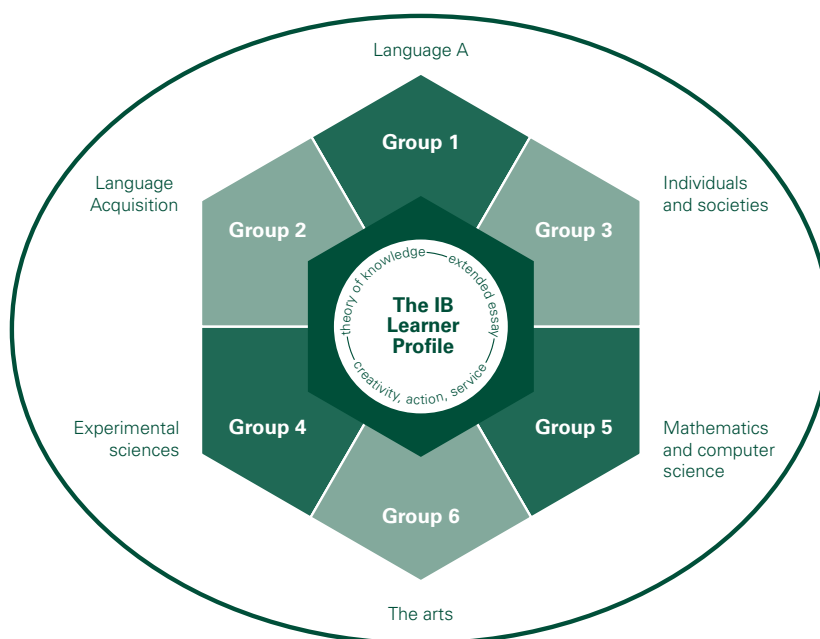 Language A
Group 1
Language
Acquisition
Group 2
Individuals
and societies
Group 3
theory of knowledge
extended essay
creativity, action, service
The IB
Learner
Profile
Experimental
sciences
Group 4
Group 5
Mathematics
and computer
science
Group 6
The arts